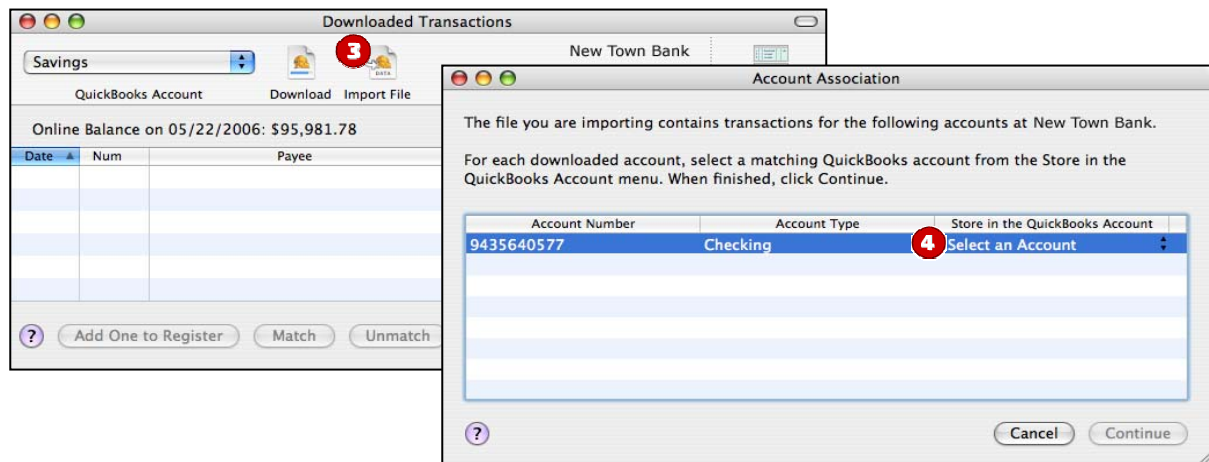 Downloaded Transactions
Savings
3
New Town Bank
QuickBooks Account
Download
Import File
DATA
Online Balance on 05/22/2006: $95,981.78
Date
Num
Payee
? Add One to Register Match Unmatch
Account Association
The file you are importing contains transactions for the following accounts at New Town Bank.
For each downloaded account, select a matching QuickBooks account from the Store in the
QuickBooks Account menu. When finished, click Continue.
Account Number Account Type Store in the QuickBooks Account
9435640577 Checking 4 Select an Account
? Cancel Continue